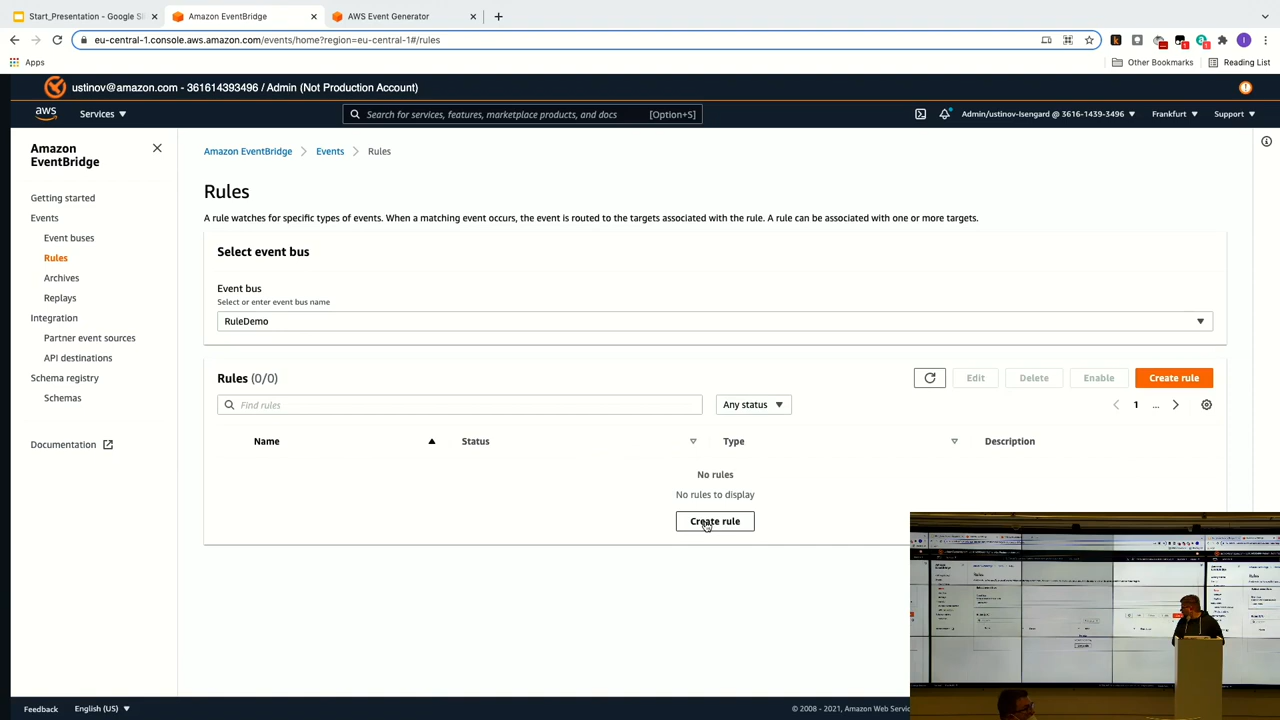 Start_Presentation - Google Sl
Amazon EventBridge
AWS Event Generator
eu-central-1.console.aws.amazon.com/events/home?region=eu-central-1#/rules
Apps
Other Bookmarks
Reading List
ustinov@amazon.com - 361614393496 / Admin (Not Production Account)
aws
Services
Search for services, features, marketplace products, and docs
[Option+S]
Admin/ustinov-Isengard @ 3616-1439-3496
Frankfurt
Support
Amazon
EventBridge
Getting started
Events
Event buses
Rules
Archives
Replays
Integration
Partner event sources
API destinations
Schema registry
Schemas
Documentation
Amazon EventBridge
Events
Rules
Rules
A rule watches for specific types of events. When a matching event occurs, the event is routed to the targets associated with the rule. A rule can be associated with one or more targets.
Select event bus
Event bus
Select or enter event bus name
RuleDemo
Rules (0/0)
Edit
Delete
Enable
Create rule
Find rules
Any status
1
...
Name
Status
Type
Description
No rules
No rules to display
Create rule
Feedback
English (US)
© 2008 - 2021, Amazon Web Servic